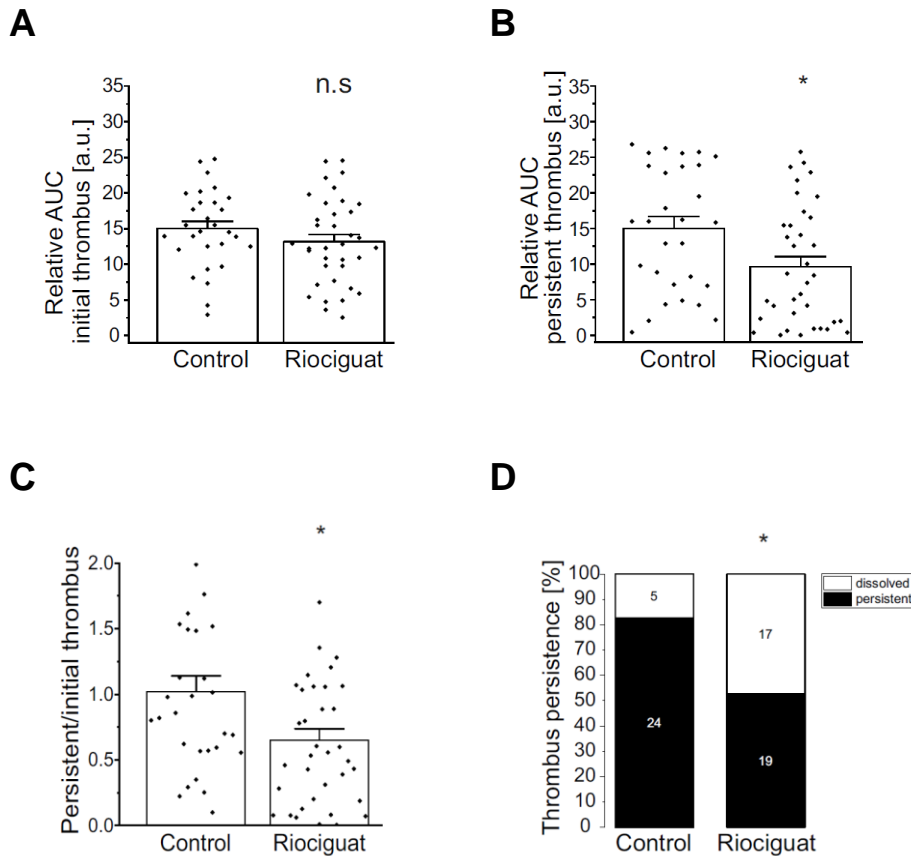 A
n.s
Relative AUC
initial thrombus [a.u.]
35
30
25
20
15
10
5
0
Control Riociguat
B
*
Relative AUC
persistent thrombus [a.u.]
35
30
25
20
15
10
5
0
Control Riociguat
C
*
Persistent/initial thrombus
2.0
1.5
1.0
0.5
0.0
Control Riociguat
D
*
Thrombus persistence [%]
100
90
80
70
60
50
40
30
20
10
0
5
24
17
19
Control Riociguat
dissolved
persistent